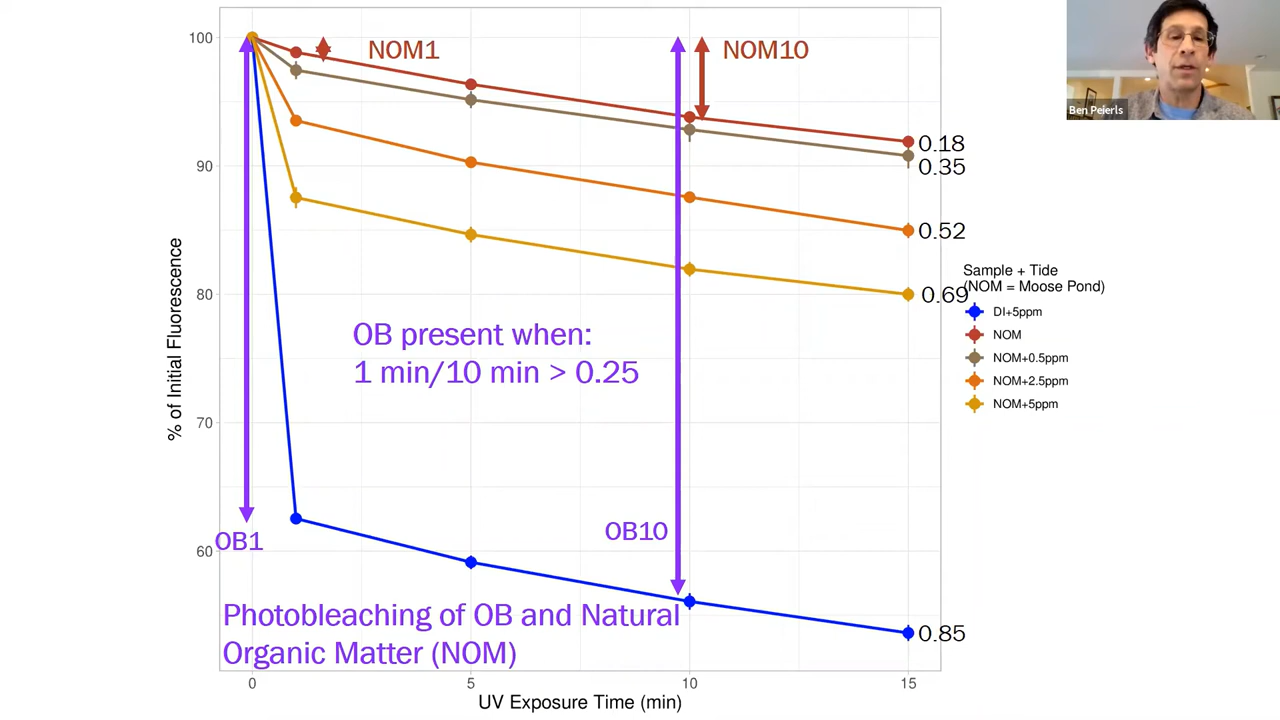 100
90
80
70
60
% of Initial Fluorescence
NOM1
NOM10
0.18
0.35
0.52
0.69
0.85
OB present when:
1 min/10 min > 0.25
OB1
OB10
Photobleaching of OB and Natural
Organic Matter (NOM)
0
5
10
15
UV Exposure Time (min)
Sample + Tide
(NOM = Moose Pond)
DI+5ppm
NOM
NOM+0.5ppm
NOM+2.5ppm
NOM+5ppm
Ben Peierls